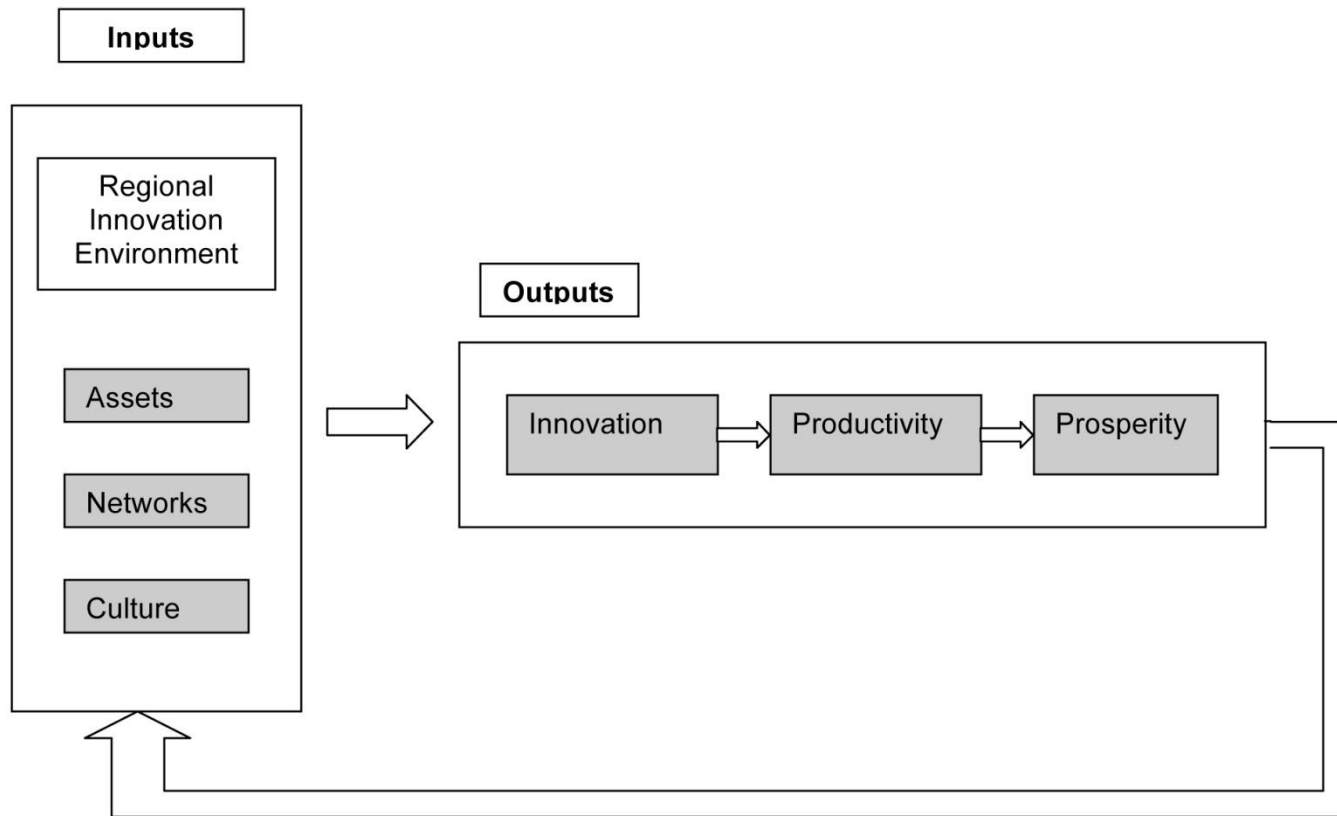 Inputs
Regional
Innovation
Environment
Assets
Networks
Culture
Outputs
Innovation
Productivity
Prosperity